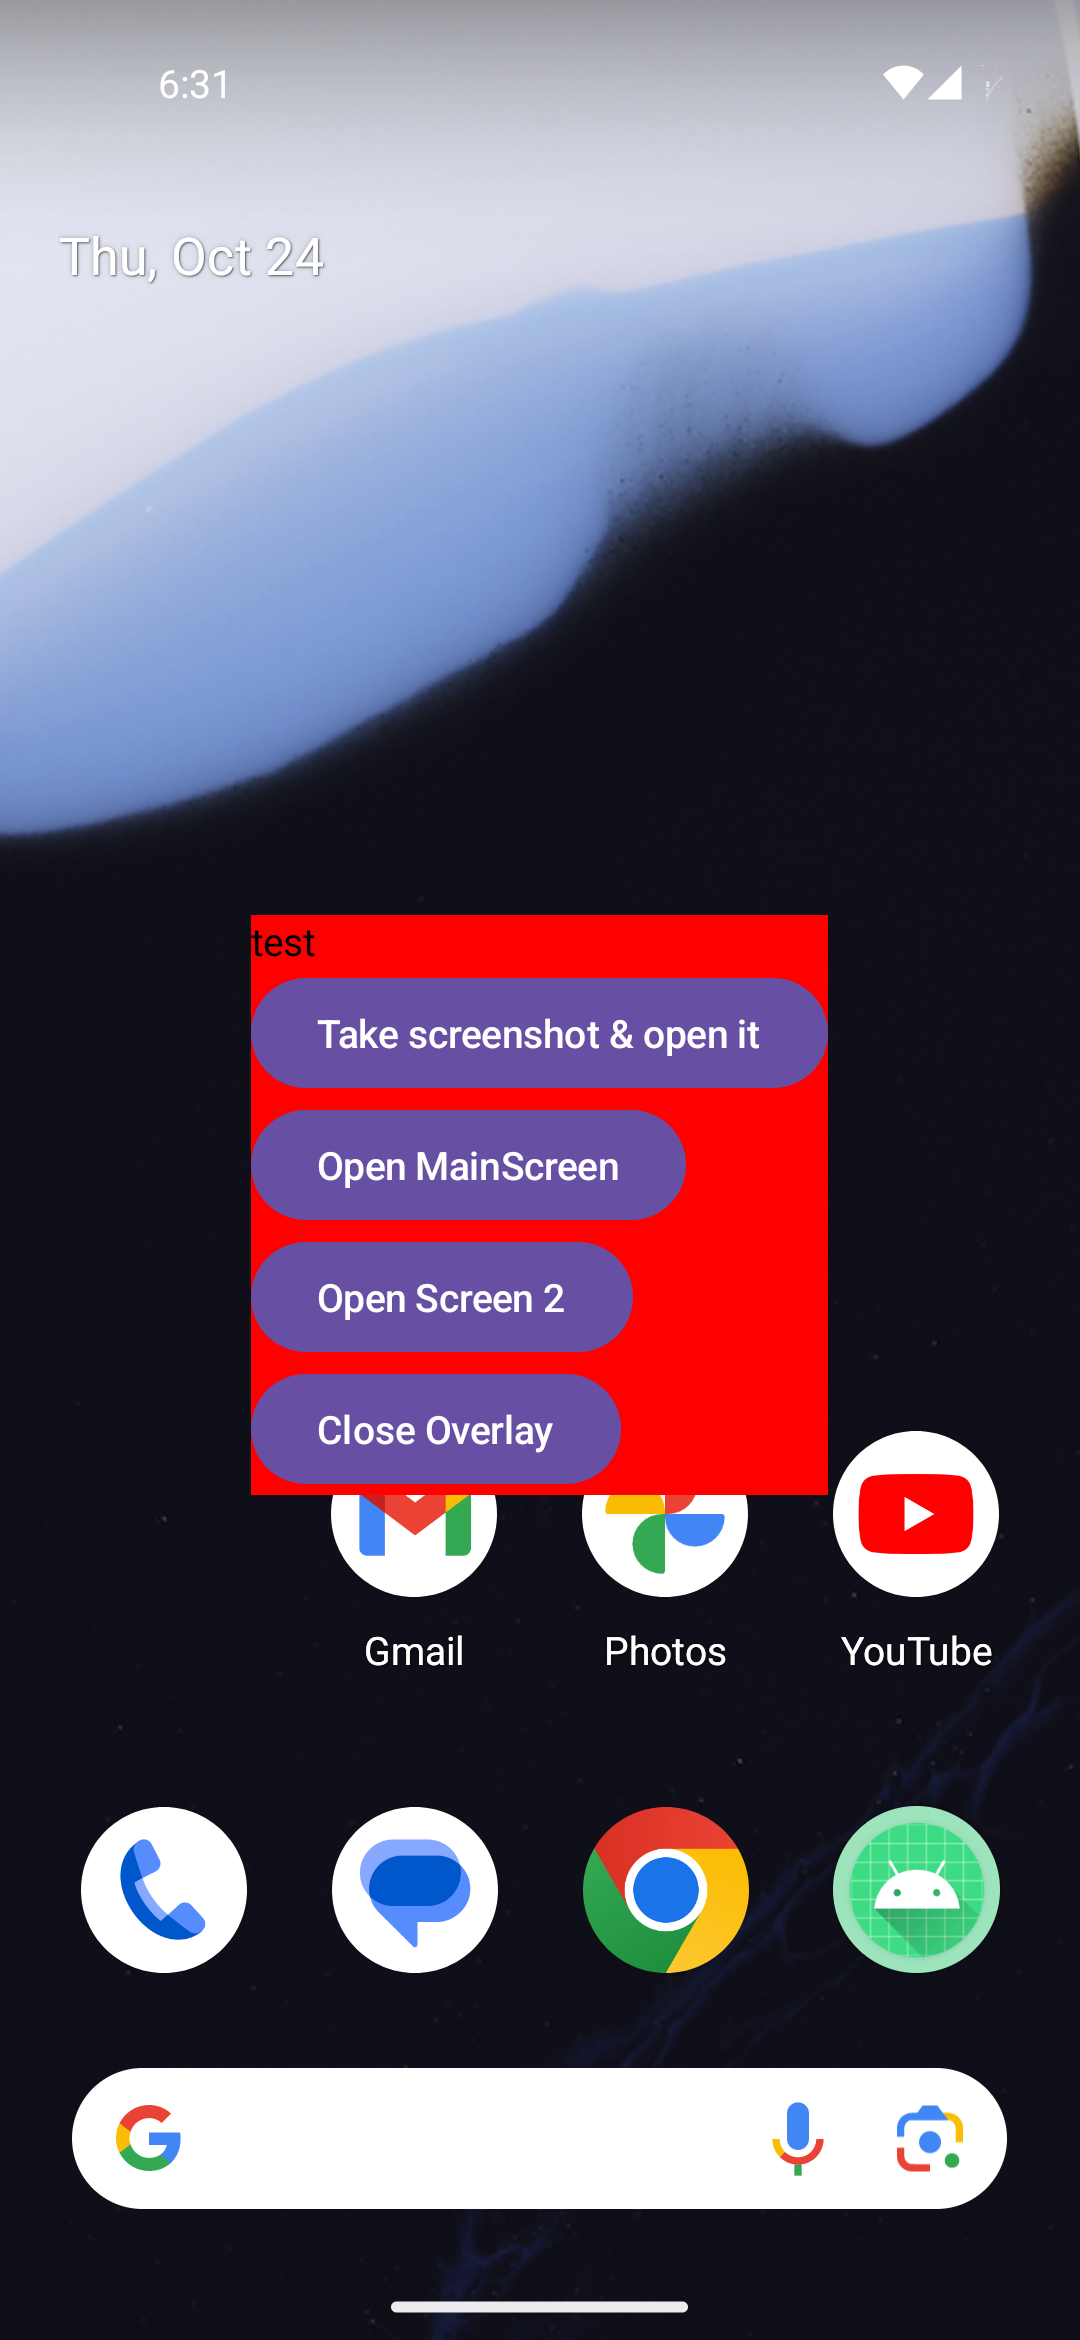 6:31
Thu, Oct 24
test
Take screenshot & open it
Open MainScreen
Open Screen 2
Close Overlay
Gmail
Photos
YouTube